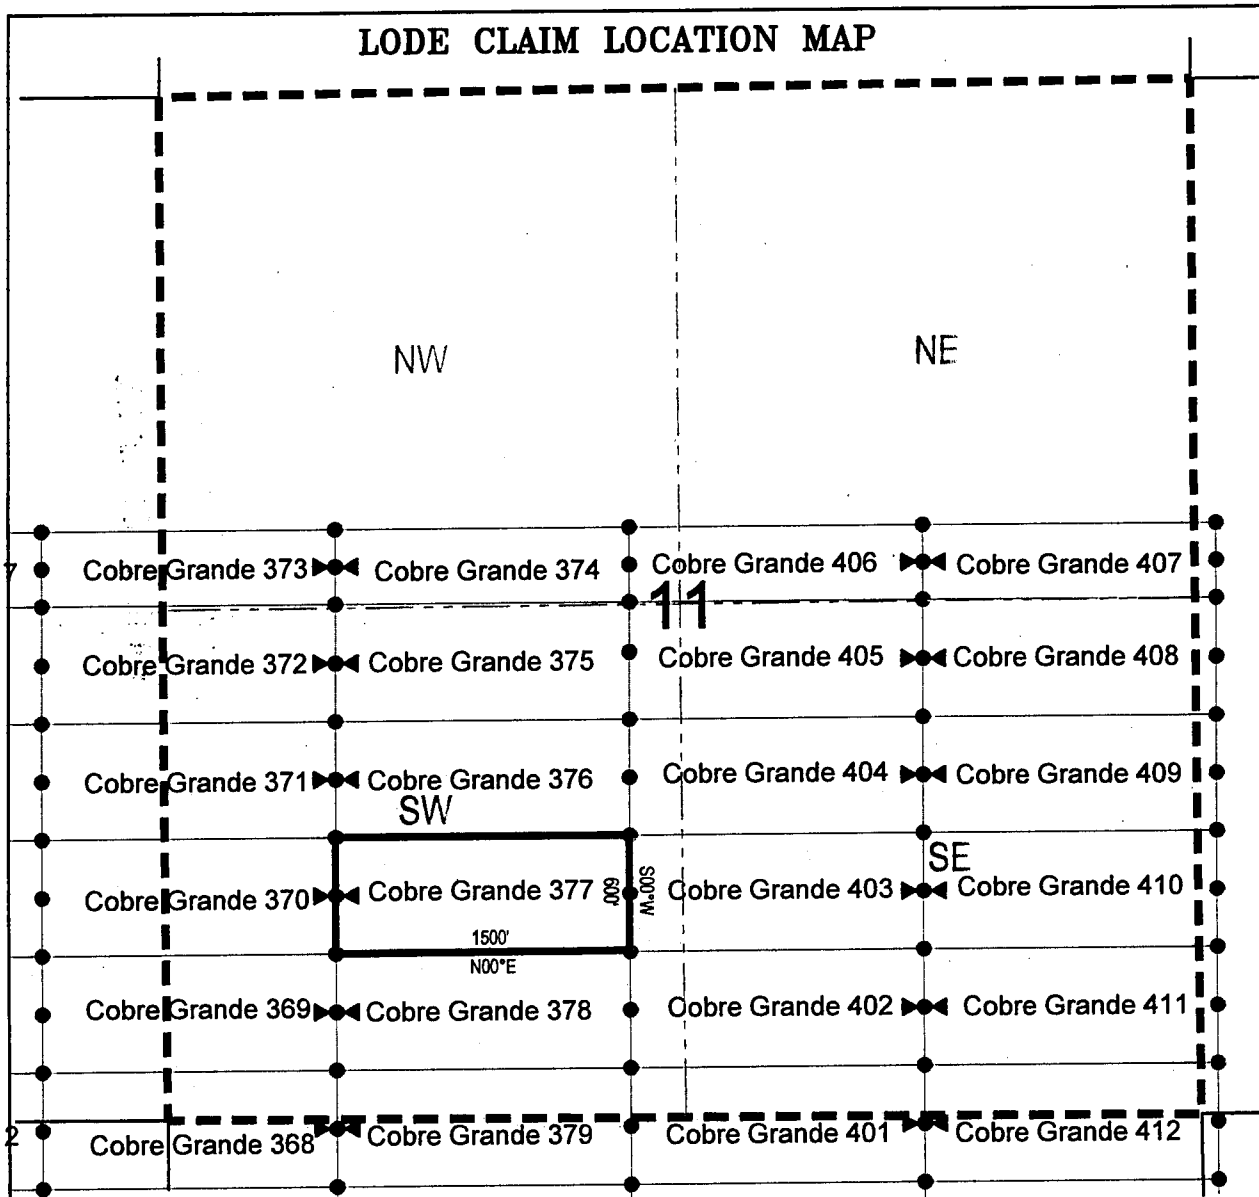 LODE CLAIM LOCATION MAP
NW
NE
Cobre Grande 373
Cobre Grande 374
Cobre Grande 406
Cobre Grande 407
7
11
Cobre Grande 372
Cobre Grande 375
Cobre Grande 405
Cobre Grande 408
Cobre Grande 371
Cobre Grande 376
Cobre Grande 404
Cobre Grande 409
SW
SE
Cobre Grande 370
Cobre Grande 377
600'
S00°W
Cobre Grande 403
Cobre Grande 410
1500'
N00°E
Cobre Grande 369
Cobre Grande 378
Cobre Grande 402
Cobre Grande 411
2
Cobre Grande 368
Cobre Grande 379
Cobre Grande 401
Cobre Grande 412